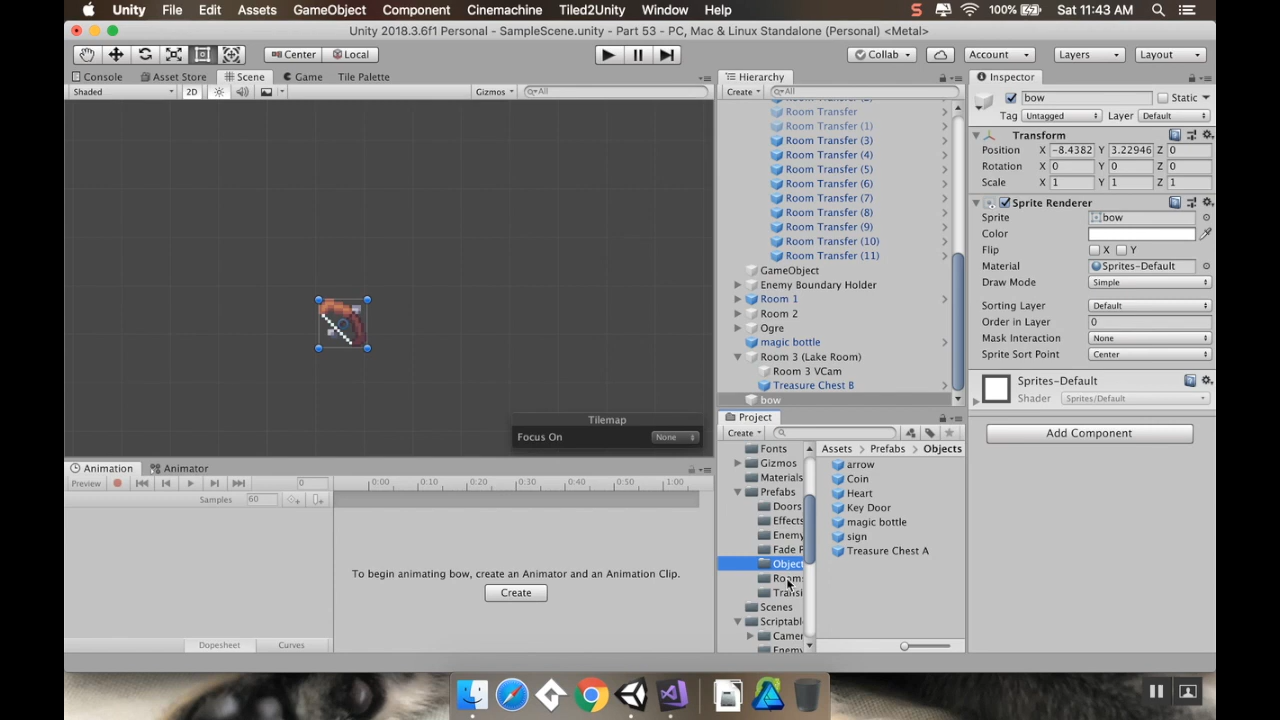 Unity File Edit Assets GameObject Component Cinemachine Tiled2Unity Window Help 100% Sat 11:43 AM
Unity 2018.3.6f1 Personal - SampleScene.unity - Part 53 - PC, Mac & Linux Standalone (Personal) <Metal>
Center Local Collab Account Layers Layout
Console Asset Store Scene Game Tile Palette
Shaded 2D Gizmos All
Tilemap
Focus On None
Hierarchy
Create All
Room Transfer
Room Transfer (1)
Room Transfer (3)
Room Transfer (4)
Room Transfer (5)
Room Transfer (6)
Room Transfer (7)
Room Transfer (8)
Room Transfer (9)
Room Transfer (10)
Room Transfer (11)
GameObject
Enemy Boundary Holder
Room 1
Room 2
Ogre
magic bottle
Room 3 (Lake Room)
Room 3 VCam
Treasure Chest B
bow
Inspector
bow Static
Tag Untagged Layer Default
Transform
Position X -8.4382 Y 3.22946 Z 0
Rotation X 0 Y 0 Z 0
Scale X 1 Y 1 Z 1
Sprite Renderer
Sprite bow
Color
Flip X Y
Material Sprites-Default
Draw Mode Simple
Sorting Layer Default
Order in Layer 0
Mask Interaction None
Sprite Sort Point Center
Sprites-Default
Shader Sprites/Default
Add Component
Project
Create
Fonts
Gizmos
Materials
Prefabs
Doors
Effects
Enemy
Fade P
Object
Rooms
Transi
Scenes
Scriptabl
Camer
Enemy
Assets Prefabs Objects
arrow
Coin
Heart
Key Door
magic bottle
sign
Treasure Chest A
Animation Animator
Preview 0 0:00 0:10 0:20 0:30 0:40 0:50 1:00
Samples 60
To begin animating bow, create an Animator and an Animation Clip.
Create
Dopesheet Curves